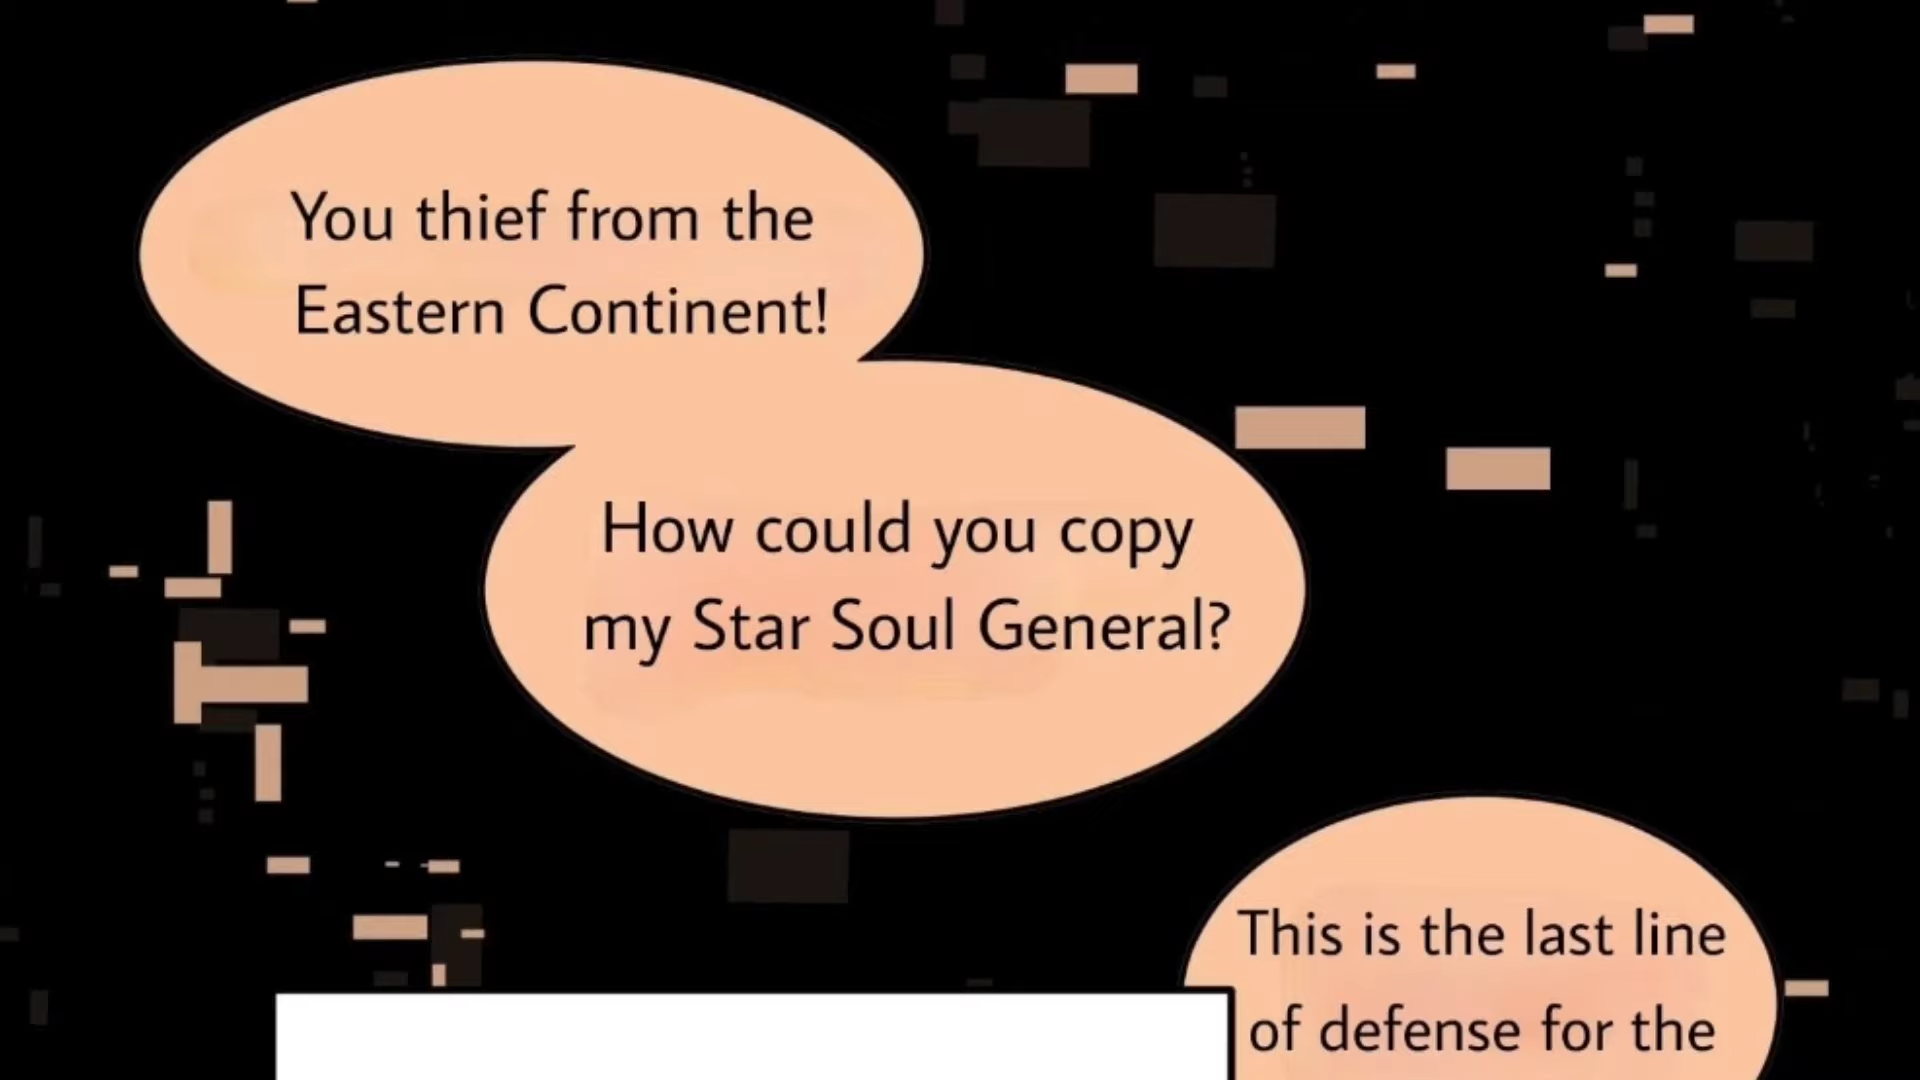 You thief from the
Eastern Continent!
How could you copy
my Star Soul General?
This is the last line
of defense for the